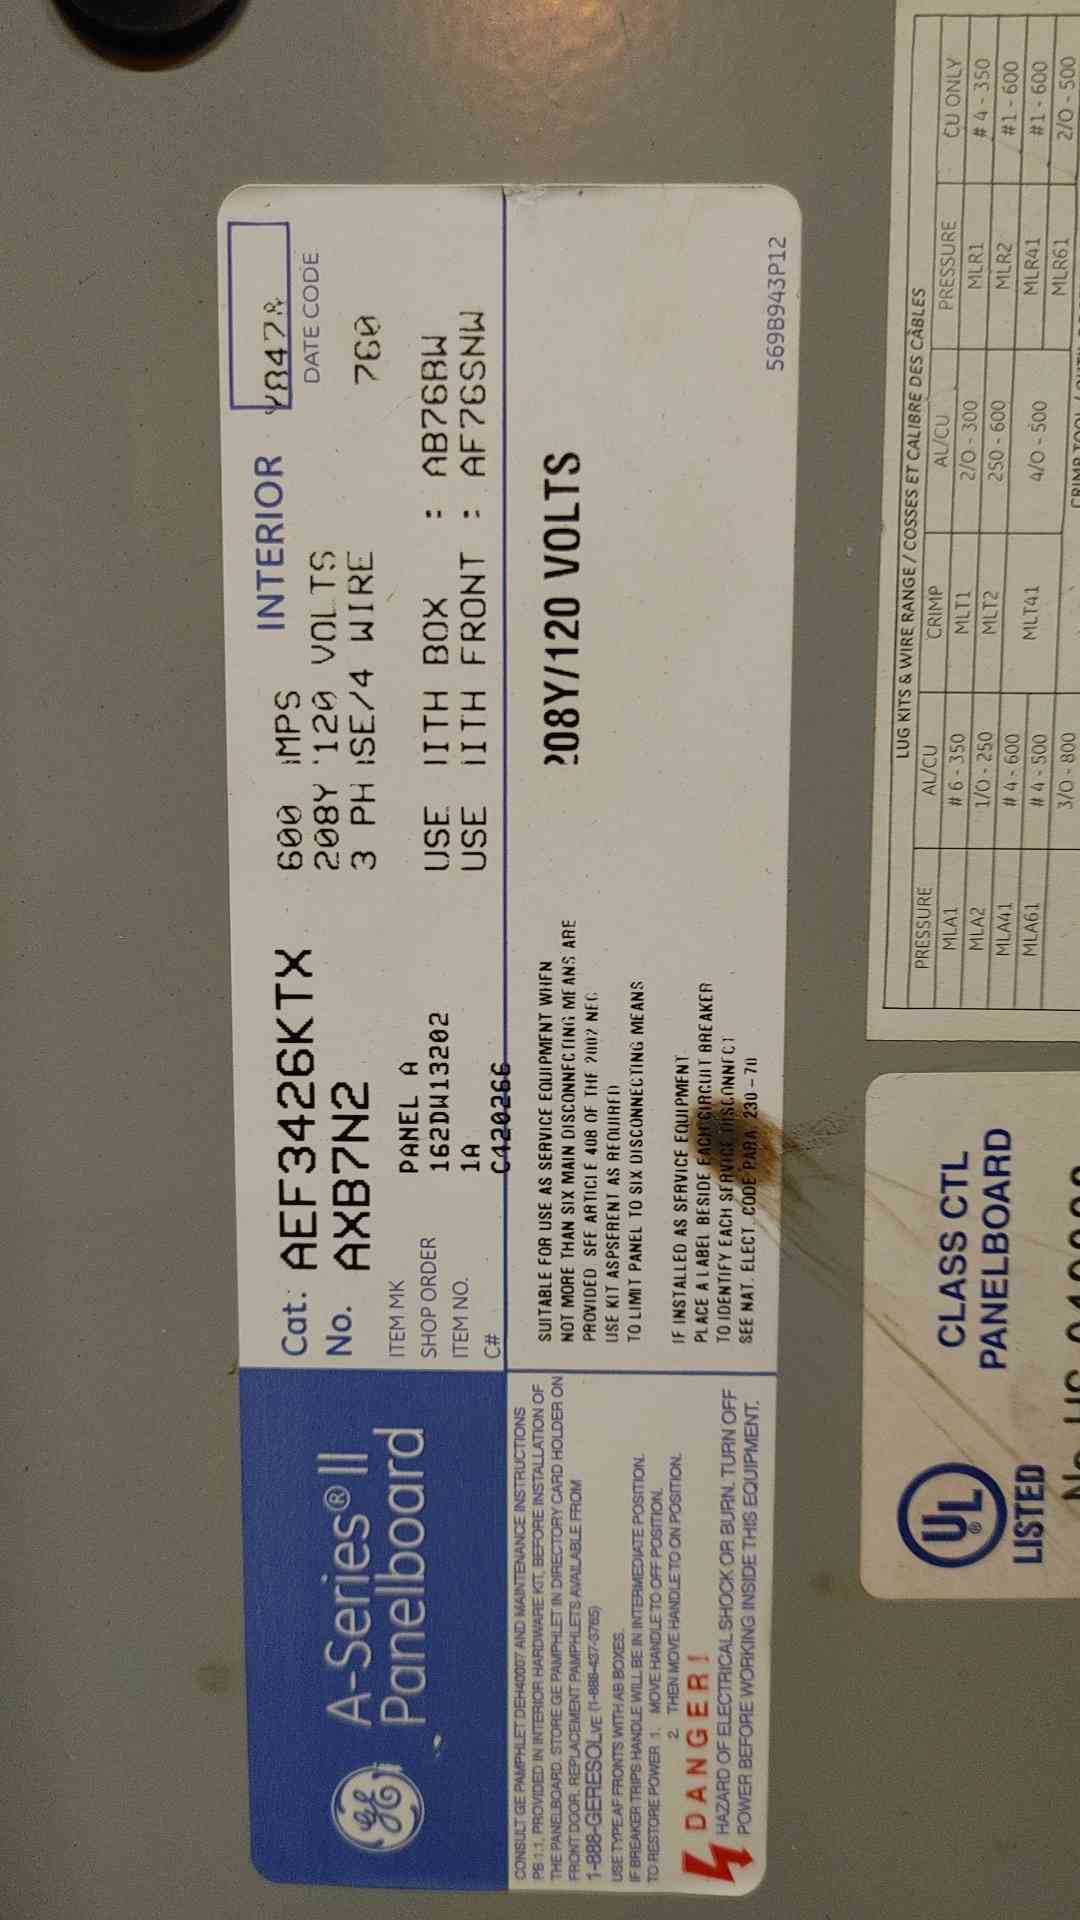 GE A-Series® II
Panelboard
Cat. AEF3426KTX
No. AXB7N2
ITEM MK PANEL A
SHOP ORDER 162DW13202
ITEM NO. 1A
C# C420266
INTERIOR
DATE CODE
600 MPS
208Y 120 VOLTS
3 PH SE/4 WIRE 760
USE ITH BOX : AB76BW
USE ITH FRONT : AF76SNW
CONSULT GE PAMPHLET DEH40007 AND MAINTENANCE INSTRUCTIONS
PB 1.1, PROVIDED IN INTERIOR HARDWARE KIT, BEFORE INSTALLATION OF
THE PANELBOARD. STORE GE PAMPHLET IN DIRECTORY CARD HOLDER ON
FRONT DOOR. REPLACEMENT PAMPHLETS AVAILABLE FROM
1-888-GERESOLVE (1-888-437-3765)
USE TYPE AF FRONTS WITH AB BOXES.
IF BREAKER TRIPS HANDLE WILL BE IN INTERMEDIATE POSITION.
TO RESTORE POWER 1. MOVE HANDLE TO OFF POSITION.
2. THEN MOVE HANDLE TO ON POSITION.
DANGER!
HAZARD OF ELECTRICAL SHOCK OR BURN. TURN OFF
POWER BEFORE WORKING INSIDE THIS EQUIPMENT.
SUITABLE FOR USE AS SERVICE EQUIPMENT WHEN
NOT MORE THAN SIX MAIN DISCONNECTING MEANS ARE
PROVIDED SEE ARTICLE 408 OF THE 2002 NEC
USE KIT ASPSERENT AS REQUIRED
TO LIMIT PANEL TO SIX DISCONNECTING MEANS
IF INSTALLED AS SERVICE EQUIPMENT
PLACE A LABEL BESIDE EACH CIRCUIT BREAKER
TO IDENTIFY EACH SERVICE DISCONNECT
SEE NAT. ELECT. CODE PARA. 230-70
208Y/120 VOLTS
569B943P12
LUG KITS & WIRE RANGE / COSSES ET CALIBRE DES CÂBLES
PRESSURE AL/CU CRIMP AL/CU PRESSURE CU ONLY
MLA1 #6 - 350 MLT1 2/0 - 300 MLR1 #4 - 350
MLA2 1/0 - 250 MLT2 250 - 600 MLR2 #1 - 600
MLA41 #4 - 600 MLT41 4/0 - 500 MLR41 #1 - 600
MLA61 #4 - 500 MLR61 2/0 - 500
3/0 - 800
UL ®
LISTED
CLASS CTL
PANELBOARD